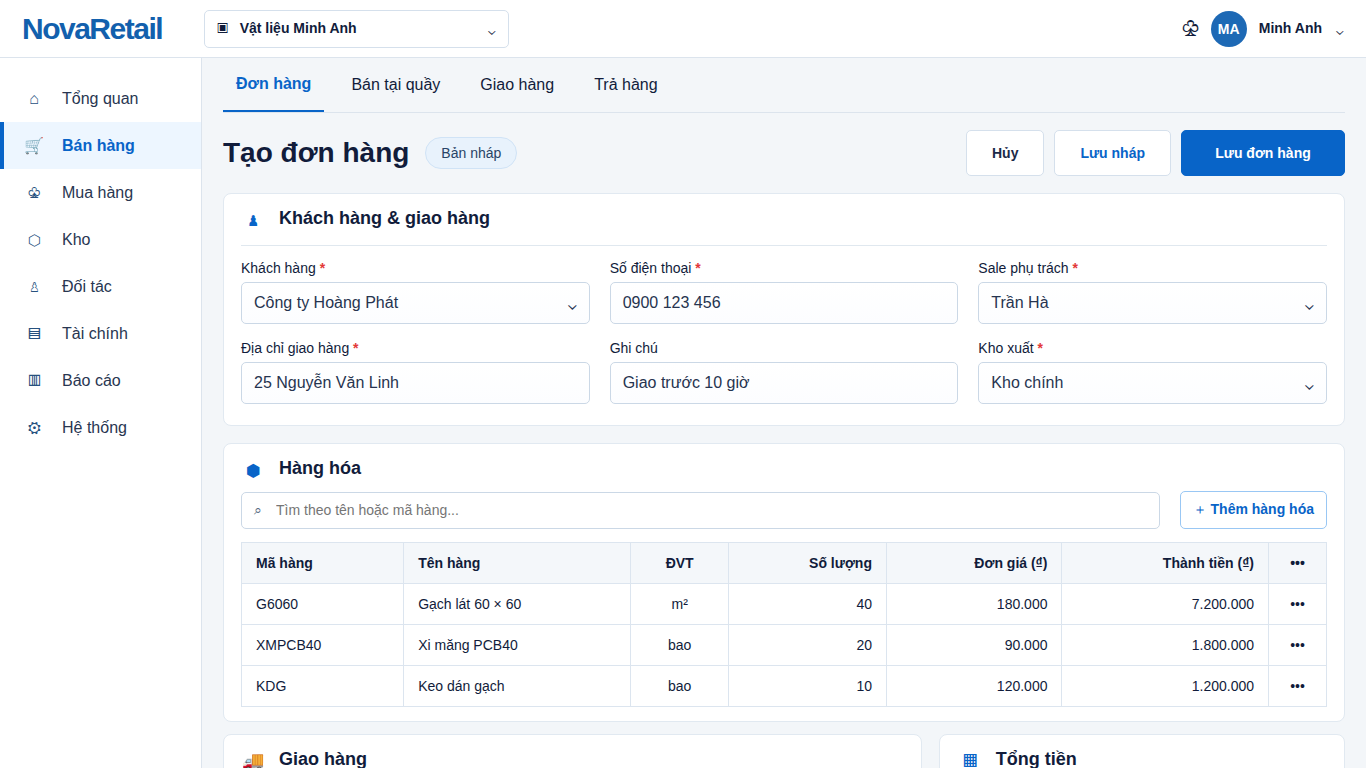 NovaRetail
Vật liệu Minh Anh
MA
Minh Anh
Tổng quan
Bán hàng
Mua hàng
Kho
Đối tác
Tài chính
Báo cáo
Hệ thống
Đơn hàng
Bán tại quầy
Giao hàng
Trả hàng
Tạo đơn hàng
Bản nháp
Hủy
Lưu nháp
Lưu đơn hàng
Khách hàng & giao hàng
Khách hàng *
Số điện thoại *
Sale phụ trách *
Công ty Hoàng Phát
0900 123 456
Trần Hà
Địa chỉ giao hàng *
Ghi chú
Kho xuất *
25 Nguyễn Văn Linh
Giao trước 10 giờ
Kho chính
Hàng hóa
Tìm theo tên hoặc mã hàng...
+ Thêm hàng hóa
Mã hàng Tên hàng ĐVT Số lượng Đơn giá (₫) Thành tiền (₫) •••
G6060 Gạch lát 60 × 60 m² 40 180.000 7.200.000 •••
XMPCB40 Xi măng PCB40 bao 20 90.000 1.800.000 •••
KDG Keo dán gạch bao 10 120.000 1.200.000 •••
Giao hàng
Tổng tiền